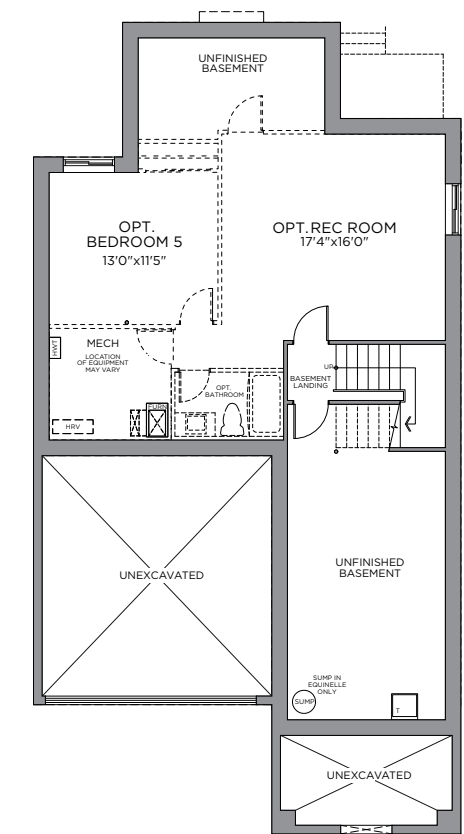 UNFINISHED
BASEMENT
OPT.
BEDROOM 5
13'0"x11'5"
OPT. REC ROOM
17'4"x16'0"
MECH
LOCATION
OF EQUIPMENT
MAY VARY
HWT
HRV
FURN
OPT.
BATHROOM
UP
BASEMENT
LANDING
UNEXCAVATED
UNFINISHED
BASEMENT
SUMP IN
EQUINELLE
ONLY
SUMP
T
UNEXCAVATED